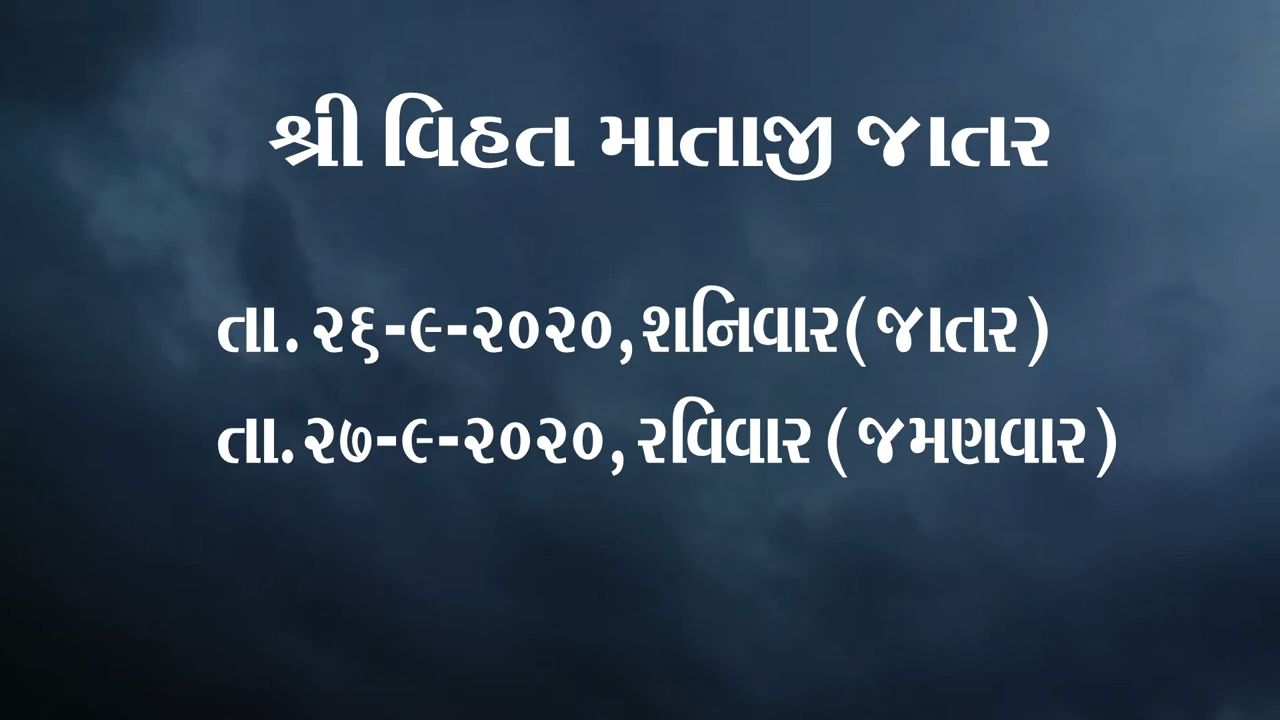 શ્રી વિહત માતાજી જાતર
તા. ૨૬-૯-૨૦૨૦,શનિવાર( જાતર )
તા.૨૭-૯-૨૦૨૦, રવિવાર ( જમણવાર )